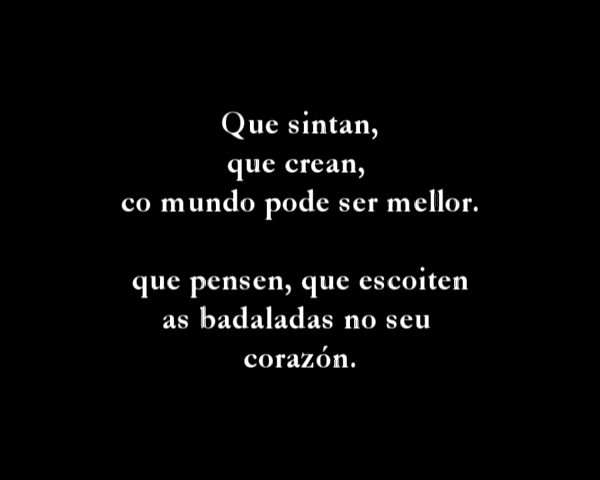 Que sintan,
que crean,
co mundo pode ser mellor.
que pensen, que escoiten
as badaladas no seu
corazón.